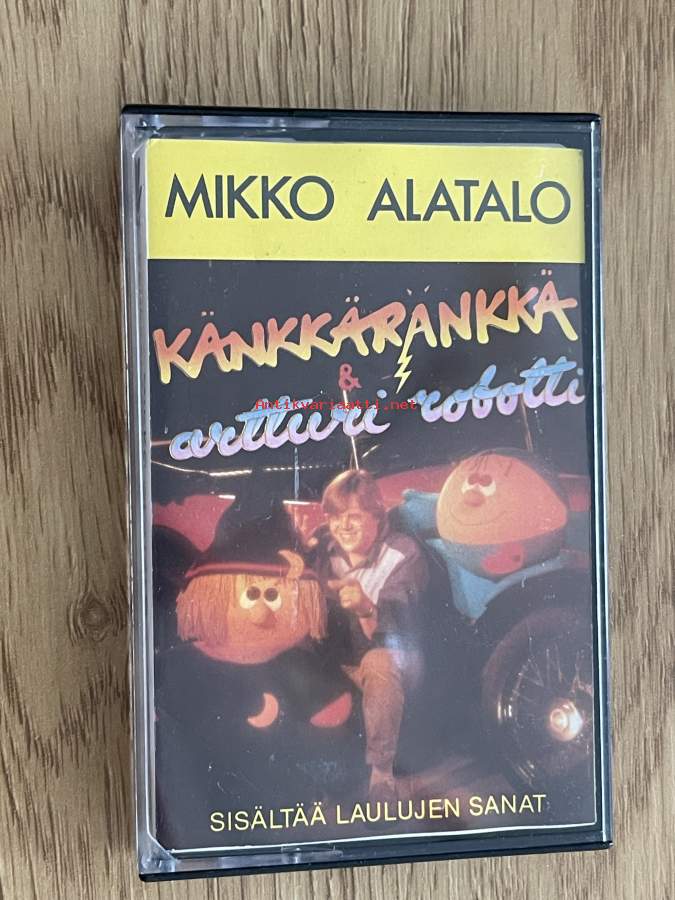 MIKKO ALATALO
KÄNKKÄRÄNKKÄ
&
Antikvariaatti.net
artturi robotti
SISÄLTÄÄ LAULUJEN SANAT